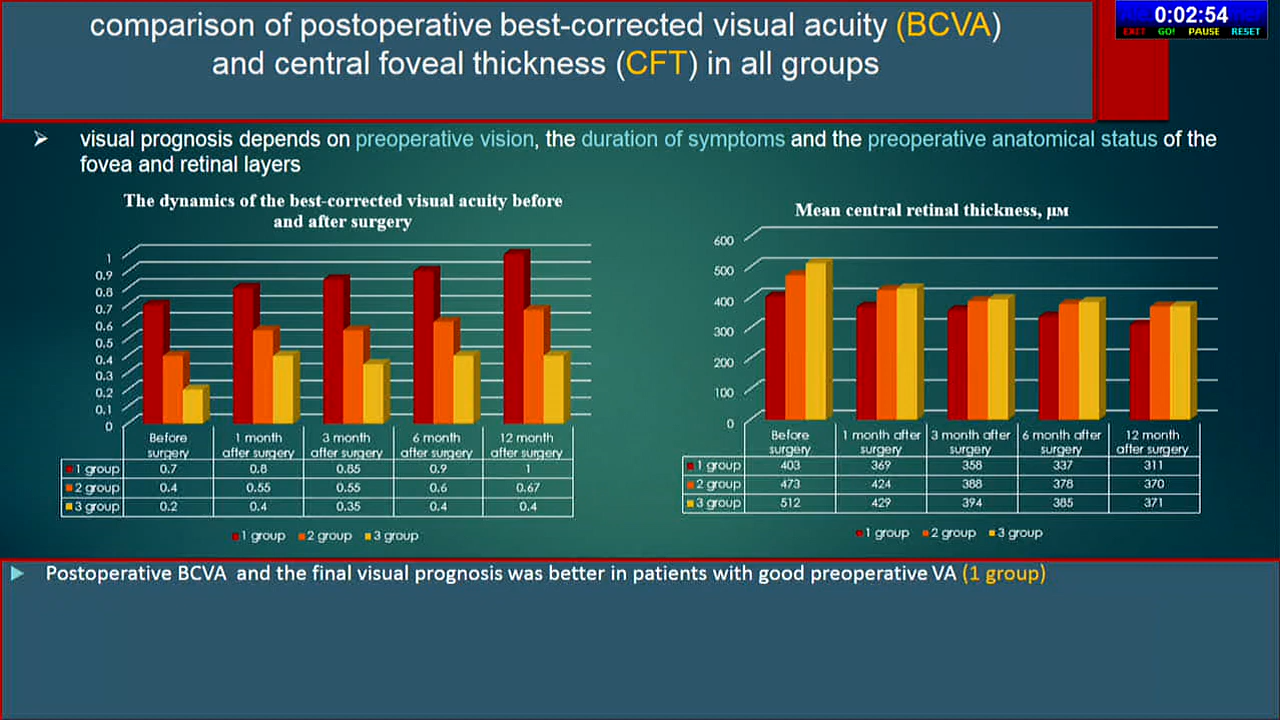 comparison of postoperative best-corrected visual acuity (BCVA)
and central foveal thickness (CFT) in all groups
0:02:54
EXIT GO! PAUSE RESET
➢ visual prognosis depends on preoperative vision, the duration of symptoms and the preoperative anatomical status of the
fovea and retinal layers
The dynamics of the best-corrected visual acuity before
and after surgery
1
0.9
0.8
0.7
0.6
0.5
0.4
0.3
0.2
0.1
0
Before surgery 1 month after surgery 3 month after surgery 6 month after surgery 12 month after surgery
1 group 0.7 0.8 0.85 0.9 1
2 group 0.4 0.55 0.55 0.6 0.67
3 group 0.2 0.4 0.35 0.4 0.4
1 group 2 group 3 group
Mean central retinal thickness, μм
600
500
400
300
200
100
0
Before surgery 1 month after surgery 3 month after surgery 6 month after surgery 12 month after surgery
1 group 403 369 358 337 311
2 group 473 424 388 378 370
3 group 512 429 394 385 371
1 group 2 group 3 group
Postoperative BCVA and the final visual prognosis was better in patients with good preoperative VA (1 group)